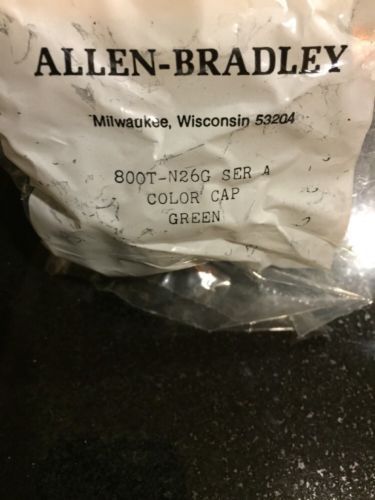 ALLEN-BRADLEY
Milwaukee, Wisconsin 53204
800T-N26G SER A
COLOR CAP
GREEN